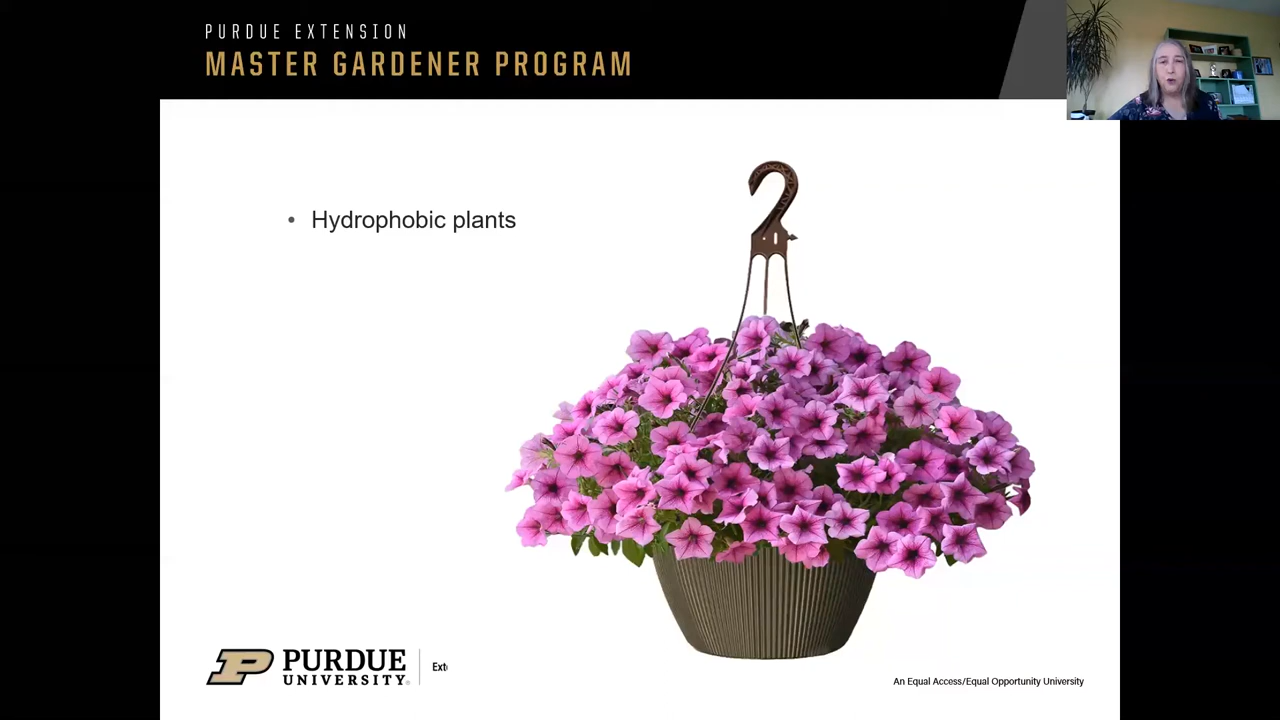 PURDUE EXTENSION
MASTER GARDENER PROGRAM
• Hydrophobic plants
PURDUE
UNIVERSITY®
An Equal Access/Equal Opportunity University